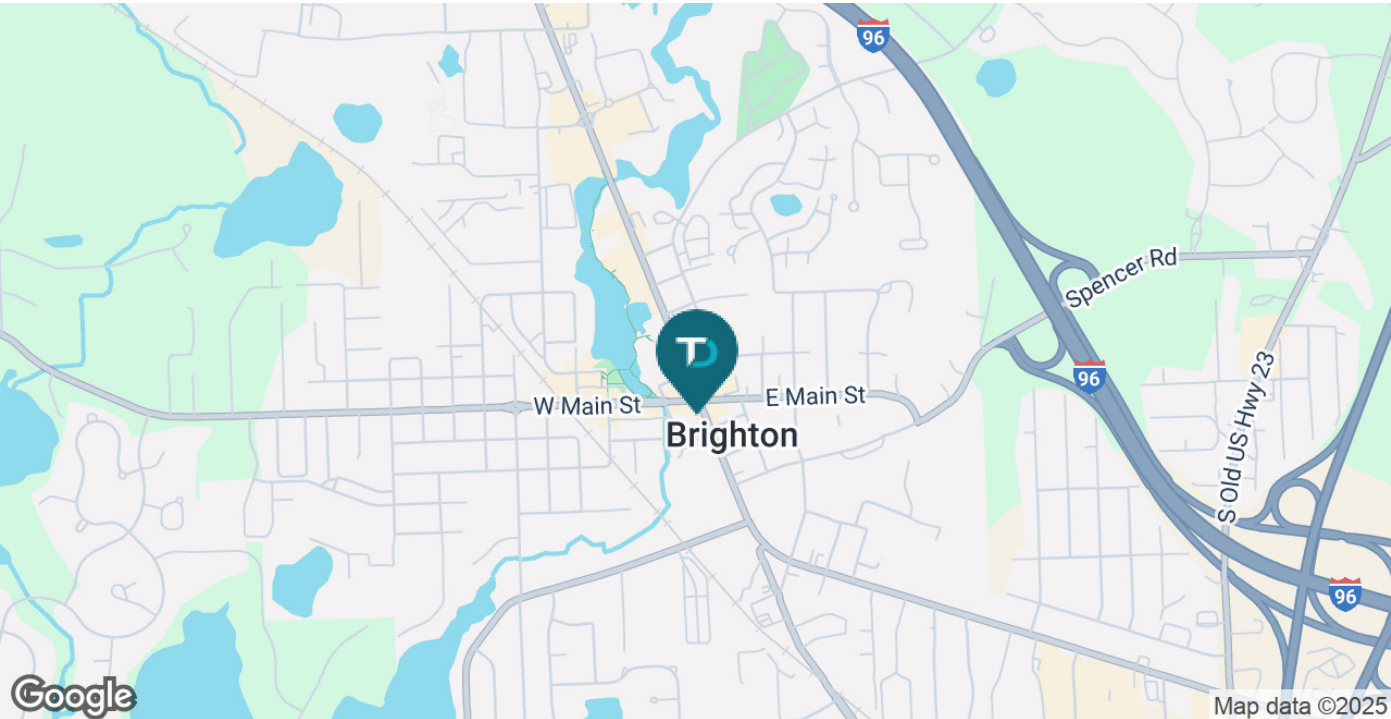 96
Spencer Rd
96
S Old US Hwy 23
TD
W Main St
E Main St
Brighton
96
Google
Map data ©2025